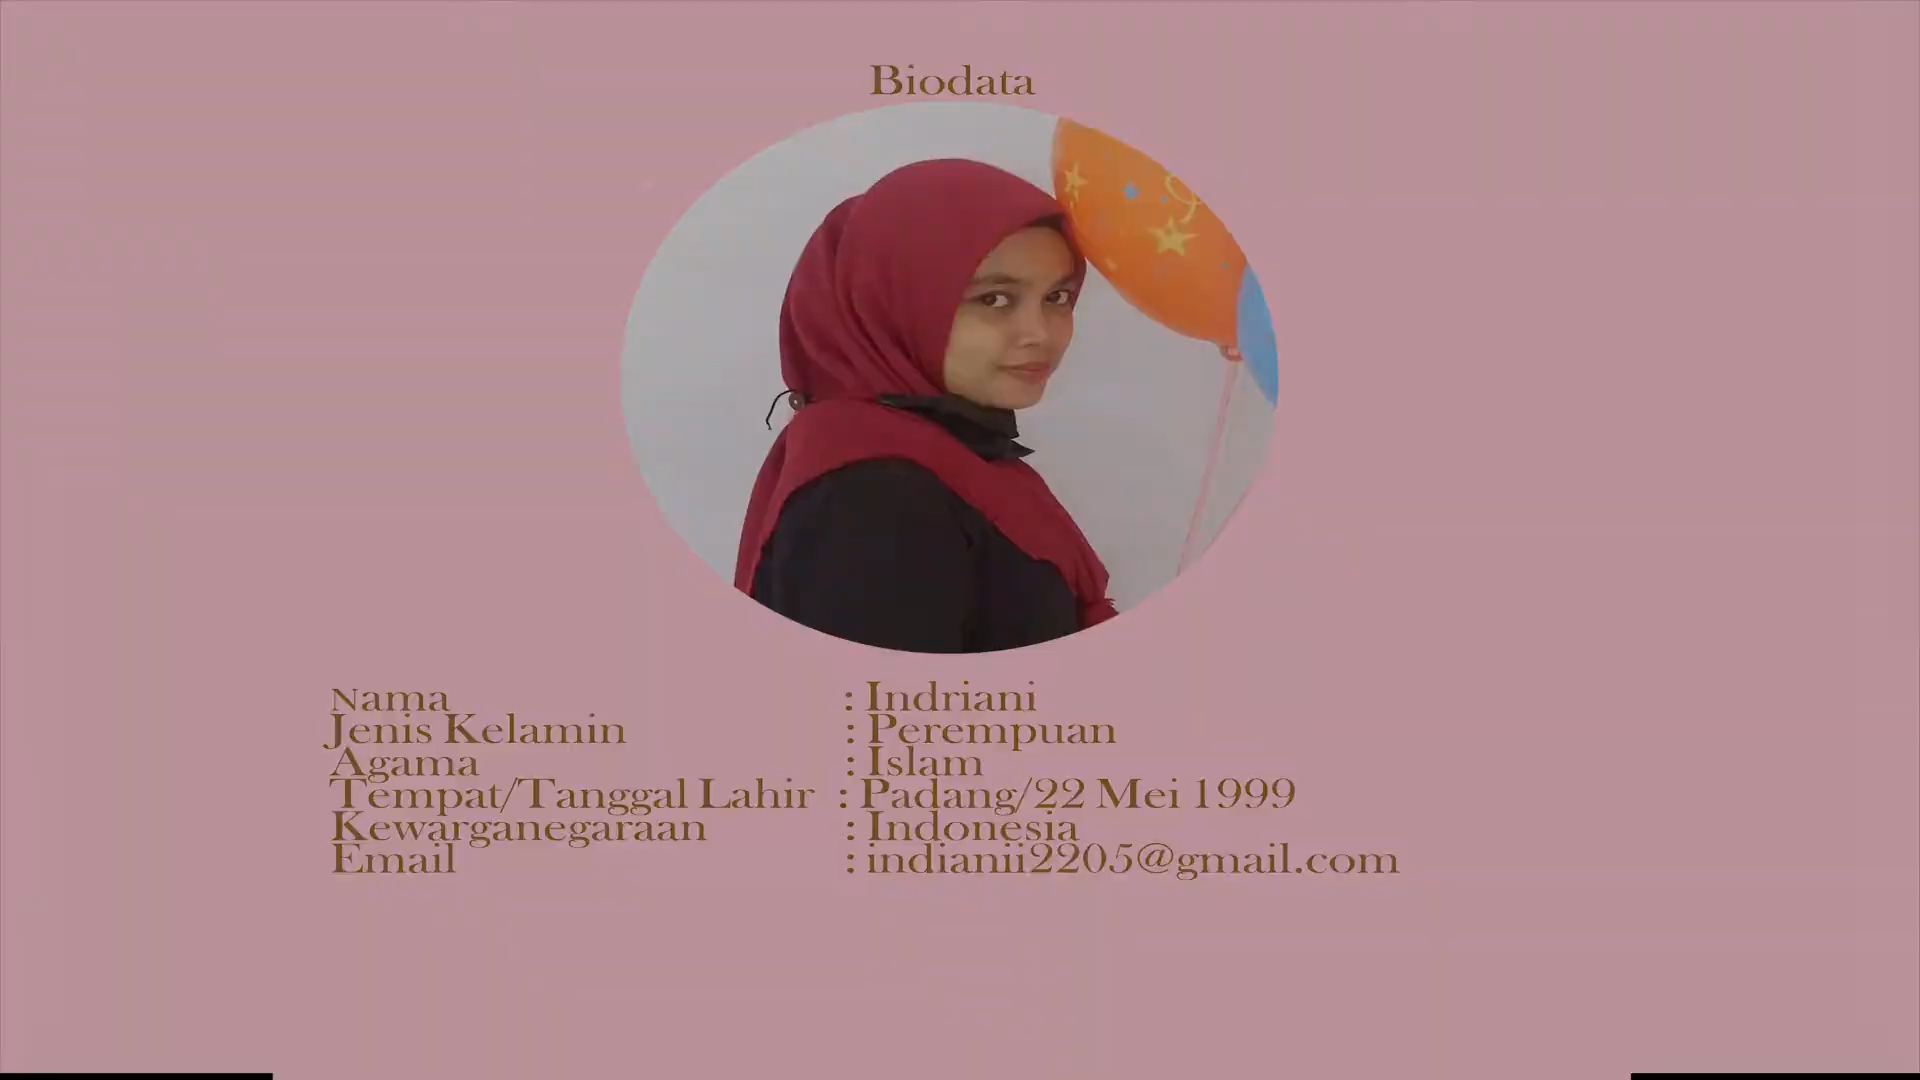 Biodata
Nama : Indriani
Jenis Kelamin : Perempuan
Agama : Islam
Tempat/Tanggal Lahir : Padang/22 Mei 1999
Kewarganegaraan : Indonesia
Email : indianii2205@gmail.com